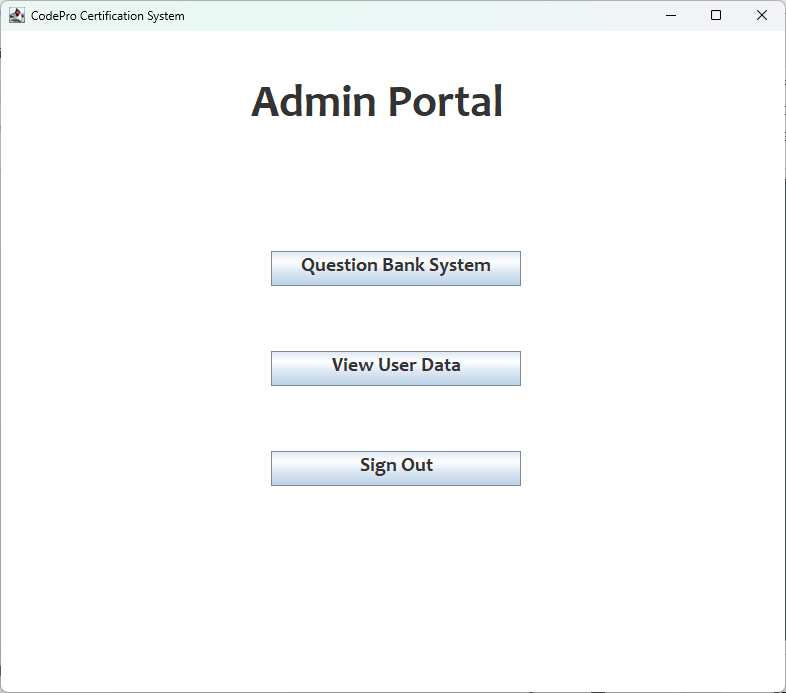 CodePro Certification System
Admin Portal
Question Bank System
View User Data
Sign Out